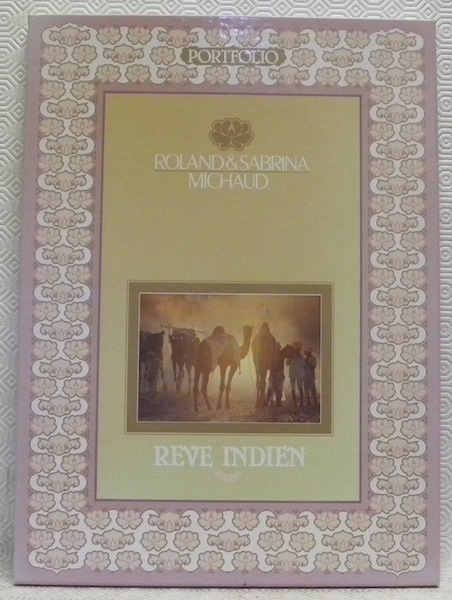 PORTFOLIO
ROLAND & SABRINA
MICHAUD
REVE INDIEN